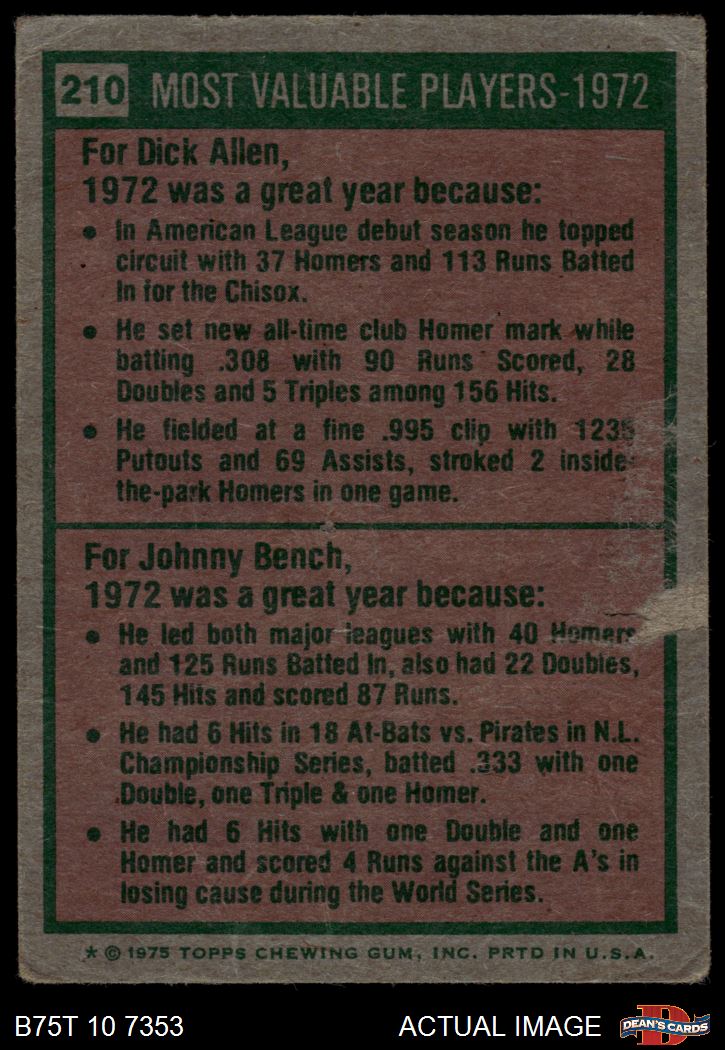 210 MOST VALUABLE PLAYERS-1972
For Dick Allen,
1972 was a great year because:
• In American League debut season he topped
circuit with 37 Homers and 113 Runs Batted
In for the Chisox.
• He set new all-time club Homer mark while
batting .308 with 90 Runs Scored, 28
Doubles and 5 Triples among 156 Hits.
• He fielded at a fine .995 clip with 1235
Putouts and 69 Assists, stroked 2 inside-
the-park Homers in one game.
For Johnny Bench,
1972 was a great year because:
• He led both major leagues with 40 Homers
and 125 Runs Batted In, also had 22 Doubles,
145 Hits and scored 87 Runs.
• He had 6 Hits in 18 At-Bats vs. Pirates in N.L.
Championship Series, batted .333 with one
Double, one Triple & one Homer.
• He had 6 Hits with one Double and one
Homer and scored 4 Runs against the A's in
losing cause during the World Series.
* © 1975 TOPPS CHEWING GUM, INC. PRTD IN U.S.A.
B75T 10 7353 ACTUAL IMAGE D DEAN'S CARDS